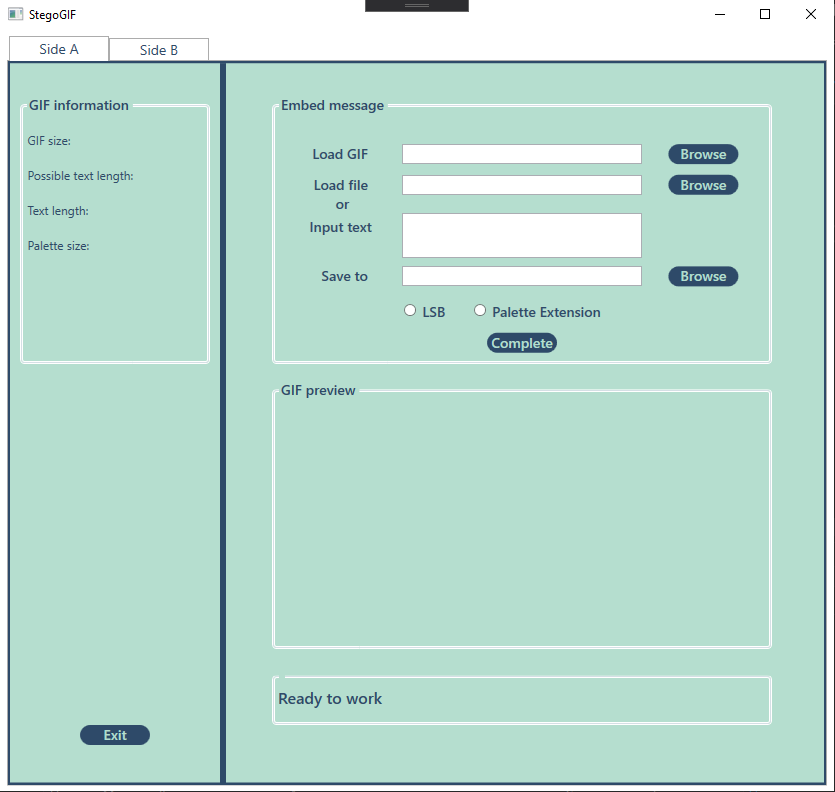 StegoGIF
Side A
Side B
GIF information
GIF size:
Possible text length:
Text length:
Palette size:
Exit
Embed message
Load GIF
Browse
Load file
Browse
or
Input text
Save to
Browse
LSB
Palette Extension
Complete
GIF preview
Ready to work